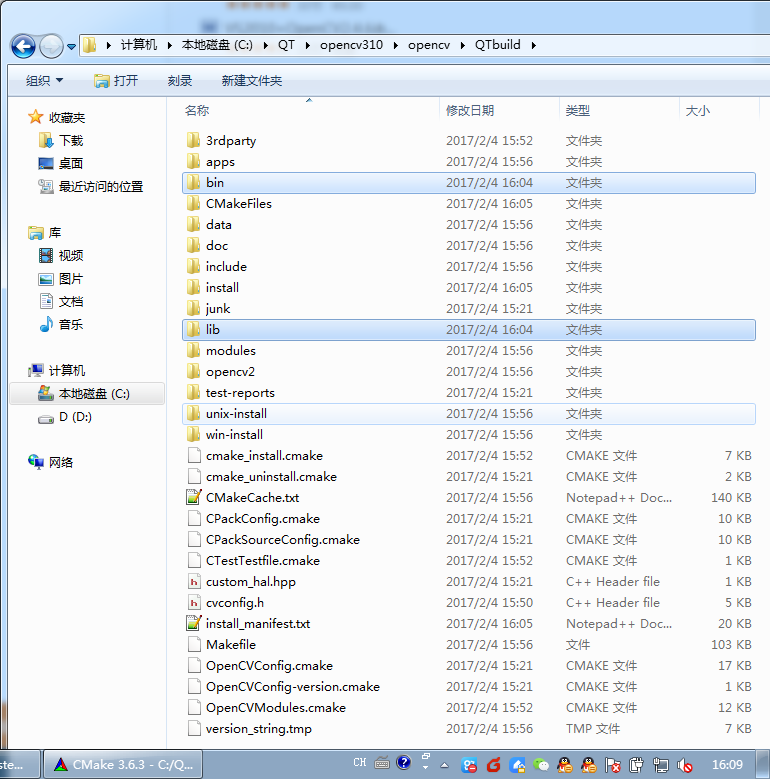 计算机 本地磁盘 (C:) QT opencv310 opencv QTbuild
组织 打开 刻录 新建文件夹
名称 修改日期 类型 大小
收藏夹
下载
桌面
最近访问的位置
库
视频
图片
文档
音乐
计算机
本地磁盘 (C:)
D (D:)
网络
3rdparty 2017/2/4 15:52 文件夹
apps 2017/2/4 15:56 文件夹
bin 2017/2/4 16:04 文件夹
CMakeFiles 2017/2/4 16:05 文件夹
data 2017/2/4 15:56 文件夹
doc 2017/2/4 15:56 文件夹
include 2017/2/4 15:56 文件夹
install 2017/2/4 16:05 文件夹
junk 2017/2/4 15:21 文件夹
lib 2017/2/4 16:04 文件夹
modules 2017/2/4 15:56 文件夹
opencv2 2017/2/4 15:56 文件夹
test-reports 2017/2/4 15:21 文件夹
unix-install 2017/2/4 15:56 文件夹
win-install 2017/2/4 15:56 文件夹
cmake_install.cmake 2017/2/4 15:52 CMAKE 文件 7 KB
cmake_uninstall.cmake 2017/2/4 15:21 CMAKE 文件 2 KB
CMakeCache.txt 2017/2/4 15:56 Notepad++ Doc... 140 KB
CPackConfig.cmake 2017/2/4 15:21 CMAKE 文件 10 KB
CPackSourceConfig.cmake 2017/2/4 15:21 CMAKE 文件 10 KB
CTestTestfile.cmake 2017/2/4 15:52 CMAKE 文件 1 KB
custom_hal.hpp 2017/2/4 15:21 C++ Header file 1 KB
cvconfig.h 2017/2/4 15:50 C++ Header file 5 KB
install_manifest.txt 2017/2/4 16:05 Notepad++ Doc... 20 KB
Makefile 2017/2/4 15:56 文件 103 KB
OpenCVConfig.cmake 2017/2/4 15:21 CMAKE 文件 17 KB
OpenCVConfig-version.cmake 2017/2/4 15:21 CMAKE 文件 1 KB
OpenCVModules.cmake 2017/2/4 15:52 CMAKE 文件 12 KB
version_string.tmp 2017/2/4 15:56 TMP 文件 7 KB
ste... CMake 3.6.3 - C:/Q... CH 16:09